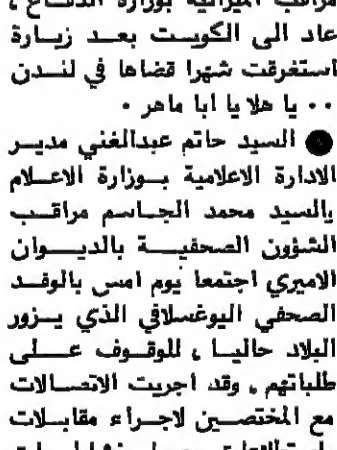 مراقب الميزانية بوزارة الدفاع ،
عاد الى الكويت بعد زيارة
استغرقت شهرا قضاها في لندن
٠٠ يا هلا يا ابا ماهر ٠
● السيد حاتم عبدالغني مدير
الادارة الاعلامية بوزارة الاعلام
والسيد محمد الجاسم مراقب
الشؤون الصحفية بالديوان
الاميري اجتمعا يوم امس بالوفد
الصحفي اليوغسلافي الذي يزور
البلاد حاليا ، للوقوف على
طلباتهم ، وقد اجريت الاتصالات
مع المختصين لاجراء مقابلات